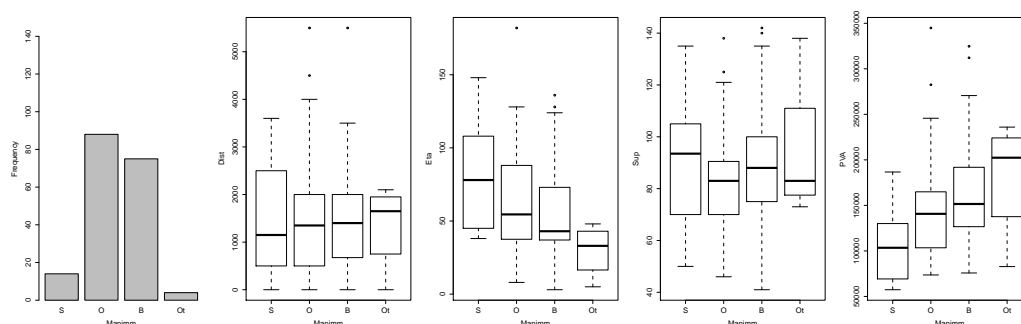 Frequency
0 20 40 60 80 100 120 140
S O B Ot
Manimm
Dist
0 1000 2000 3000 4000 5000
S O B Ot
Manimm
Eta
0 50 100 150
S O B Ot
Manimm
Sup
40 60 80 100 120 140
S O B Ot
Manimm
PVA
50000 100000 150000 200000 250000 300000 350000
S O B Ot
Manimm